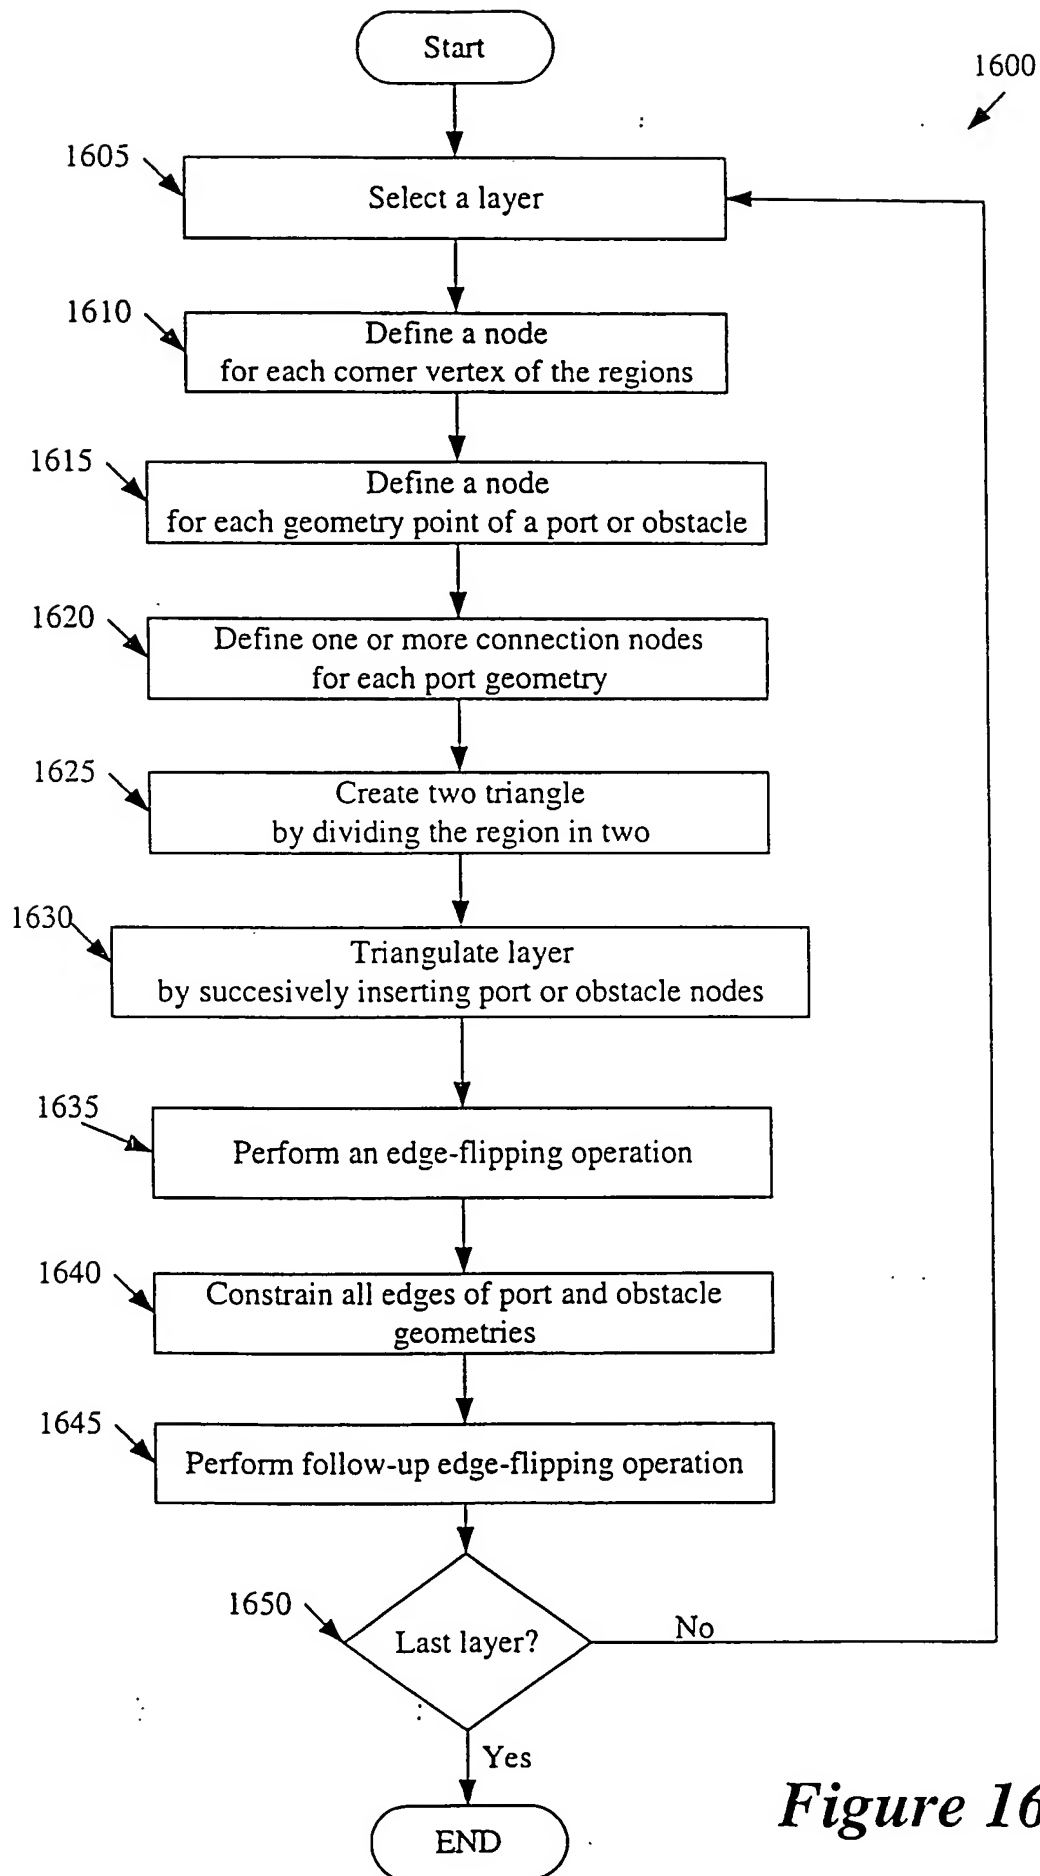 Start
1600
1605
Select a layer
1610
Define a node
for each corner vertex of the regions
1615
Define a node
for each geometry point of a port or obstacle
1620
Define one or more connection nodes
for each port geometry
1625
Create two triangle
by dividing the region in two
1630
Triangulate layer
by succesively inserting port or obstacle nodes
1635
Perform an edge-flipping operation
1640
Constrain all edges of port and obstacle
geometries
1645
Perform follow-up edge-flipping operation
1650
Last layer?
No
Yes
END
Figure 16